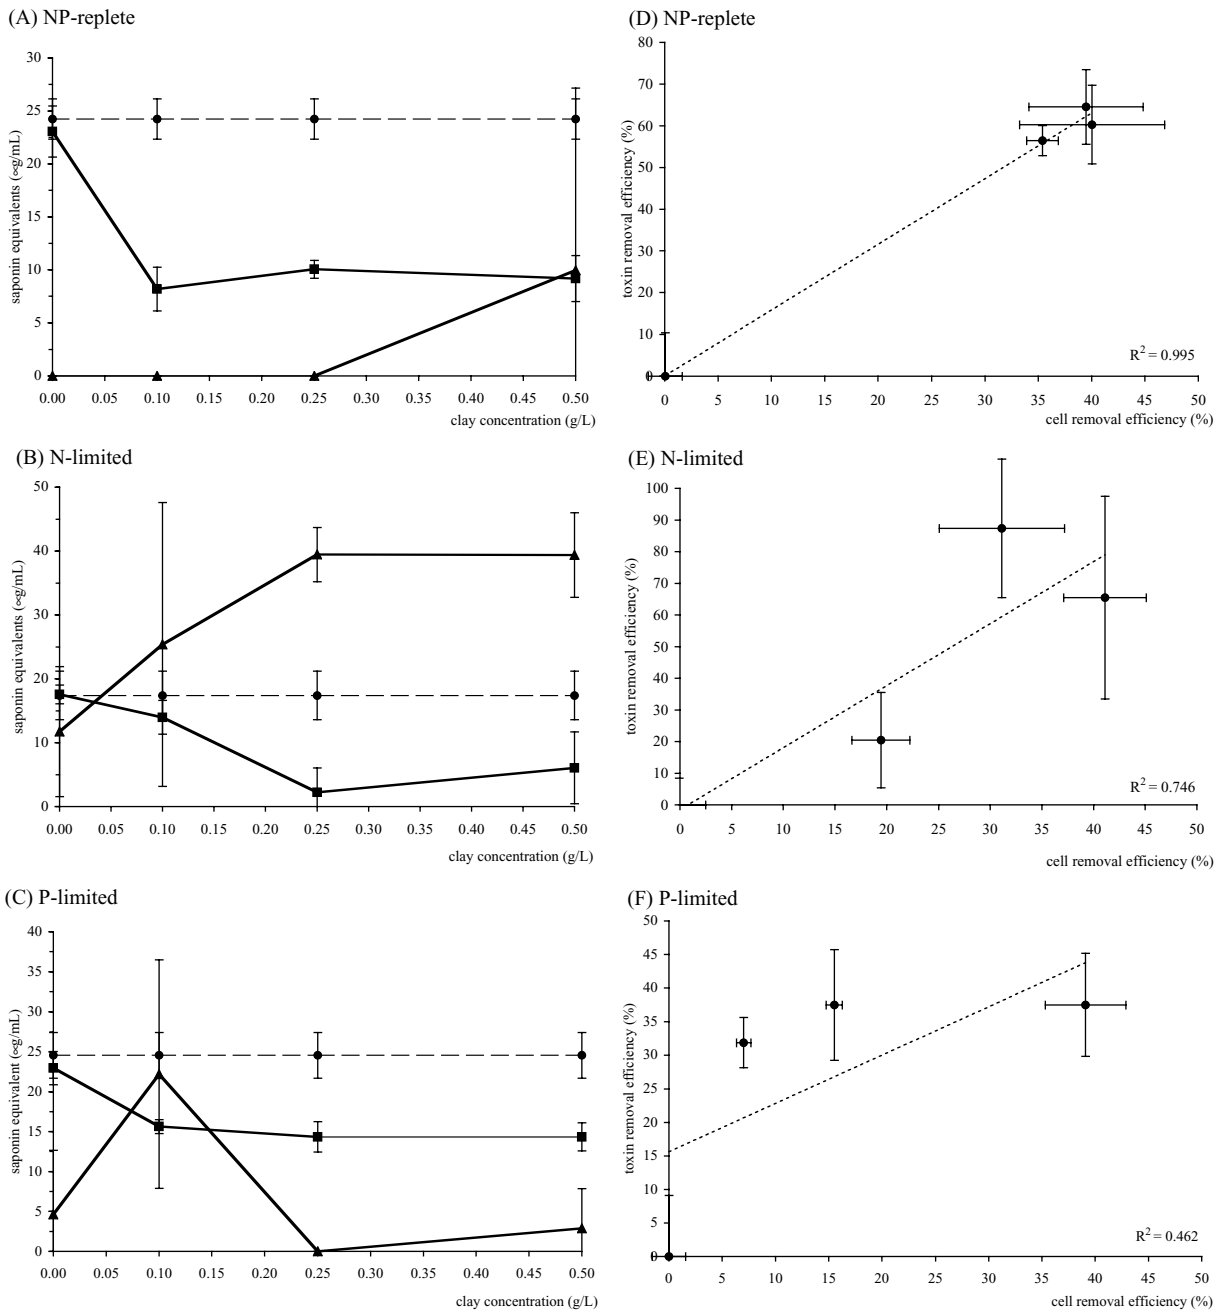 (A) NP-replete
30
25
20
15
10
5
0
saponin equivalents (∝g/mL)
0.00 0.05 0.10 0.15 0.20 0.25 0.30 0.35 0.40 0.45 0.50
clay concentration (g/L)
(D) NP-replete
80
70
60
50
40
30
20
10
0
toxin removal efficiency (%)
R² = 0.995
0 5 10 15 20 25 30 35 40 45 50
cell removal efficiency (%)
(B) N-limited
50
40
30
20
10
0
saponin equivalents (∝g/mL)
0.00 0.05 0.10 0.15 0.20 0.25 0.30 0.35 0.40 0.45 0.50
clay concentration (g/L)
(E) N-limited
100
90
80
70
60
50
40
30
20
10
0
toxin removal efficiency (%)
R² = 0.746
0 5 10 15 20 25 30 35 40 45 50
cell removal efficiency (%)
(C) P-limited
40
35
30
25
20
15
10
5
0
saponin equivalent (∝g/mL)
0.00 0.05 0.10 0.15 0.20 0.25 0.30 0.35 0.40 0.45 0.50
clay concentration (g/L)
(F) P-limited
50
45
40
35
30
25
20
15
10
5
0
toxin removal efficiency (%)
R² = 0.462
0 5 10 15 20 25 30 35 40 45 50
cell removal efficiency (%)